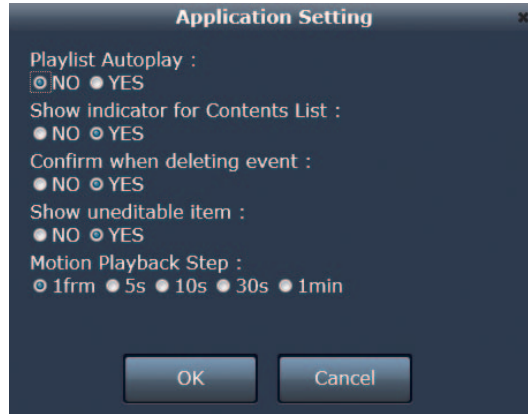 Application Setting
Playlist Autoplay :
NO YES
Show indicator for Contents List :
NO YES
Confirm when deleting event :
NO YES
Show uneditable item :
NO YES
Motion Playback Step :
1frm 5s 10s 30s 1min
OK Cancel